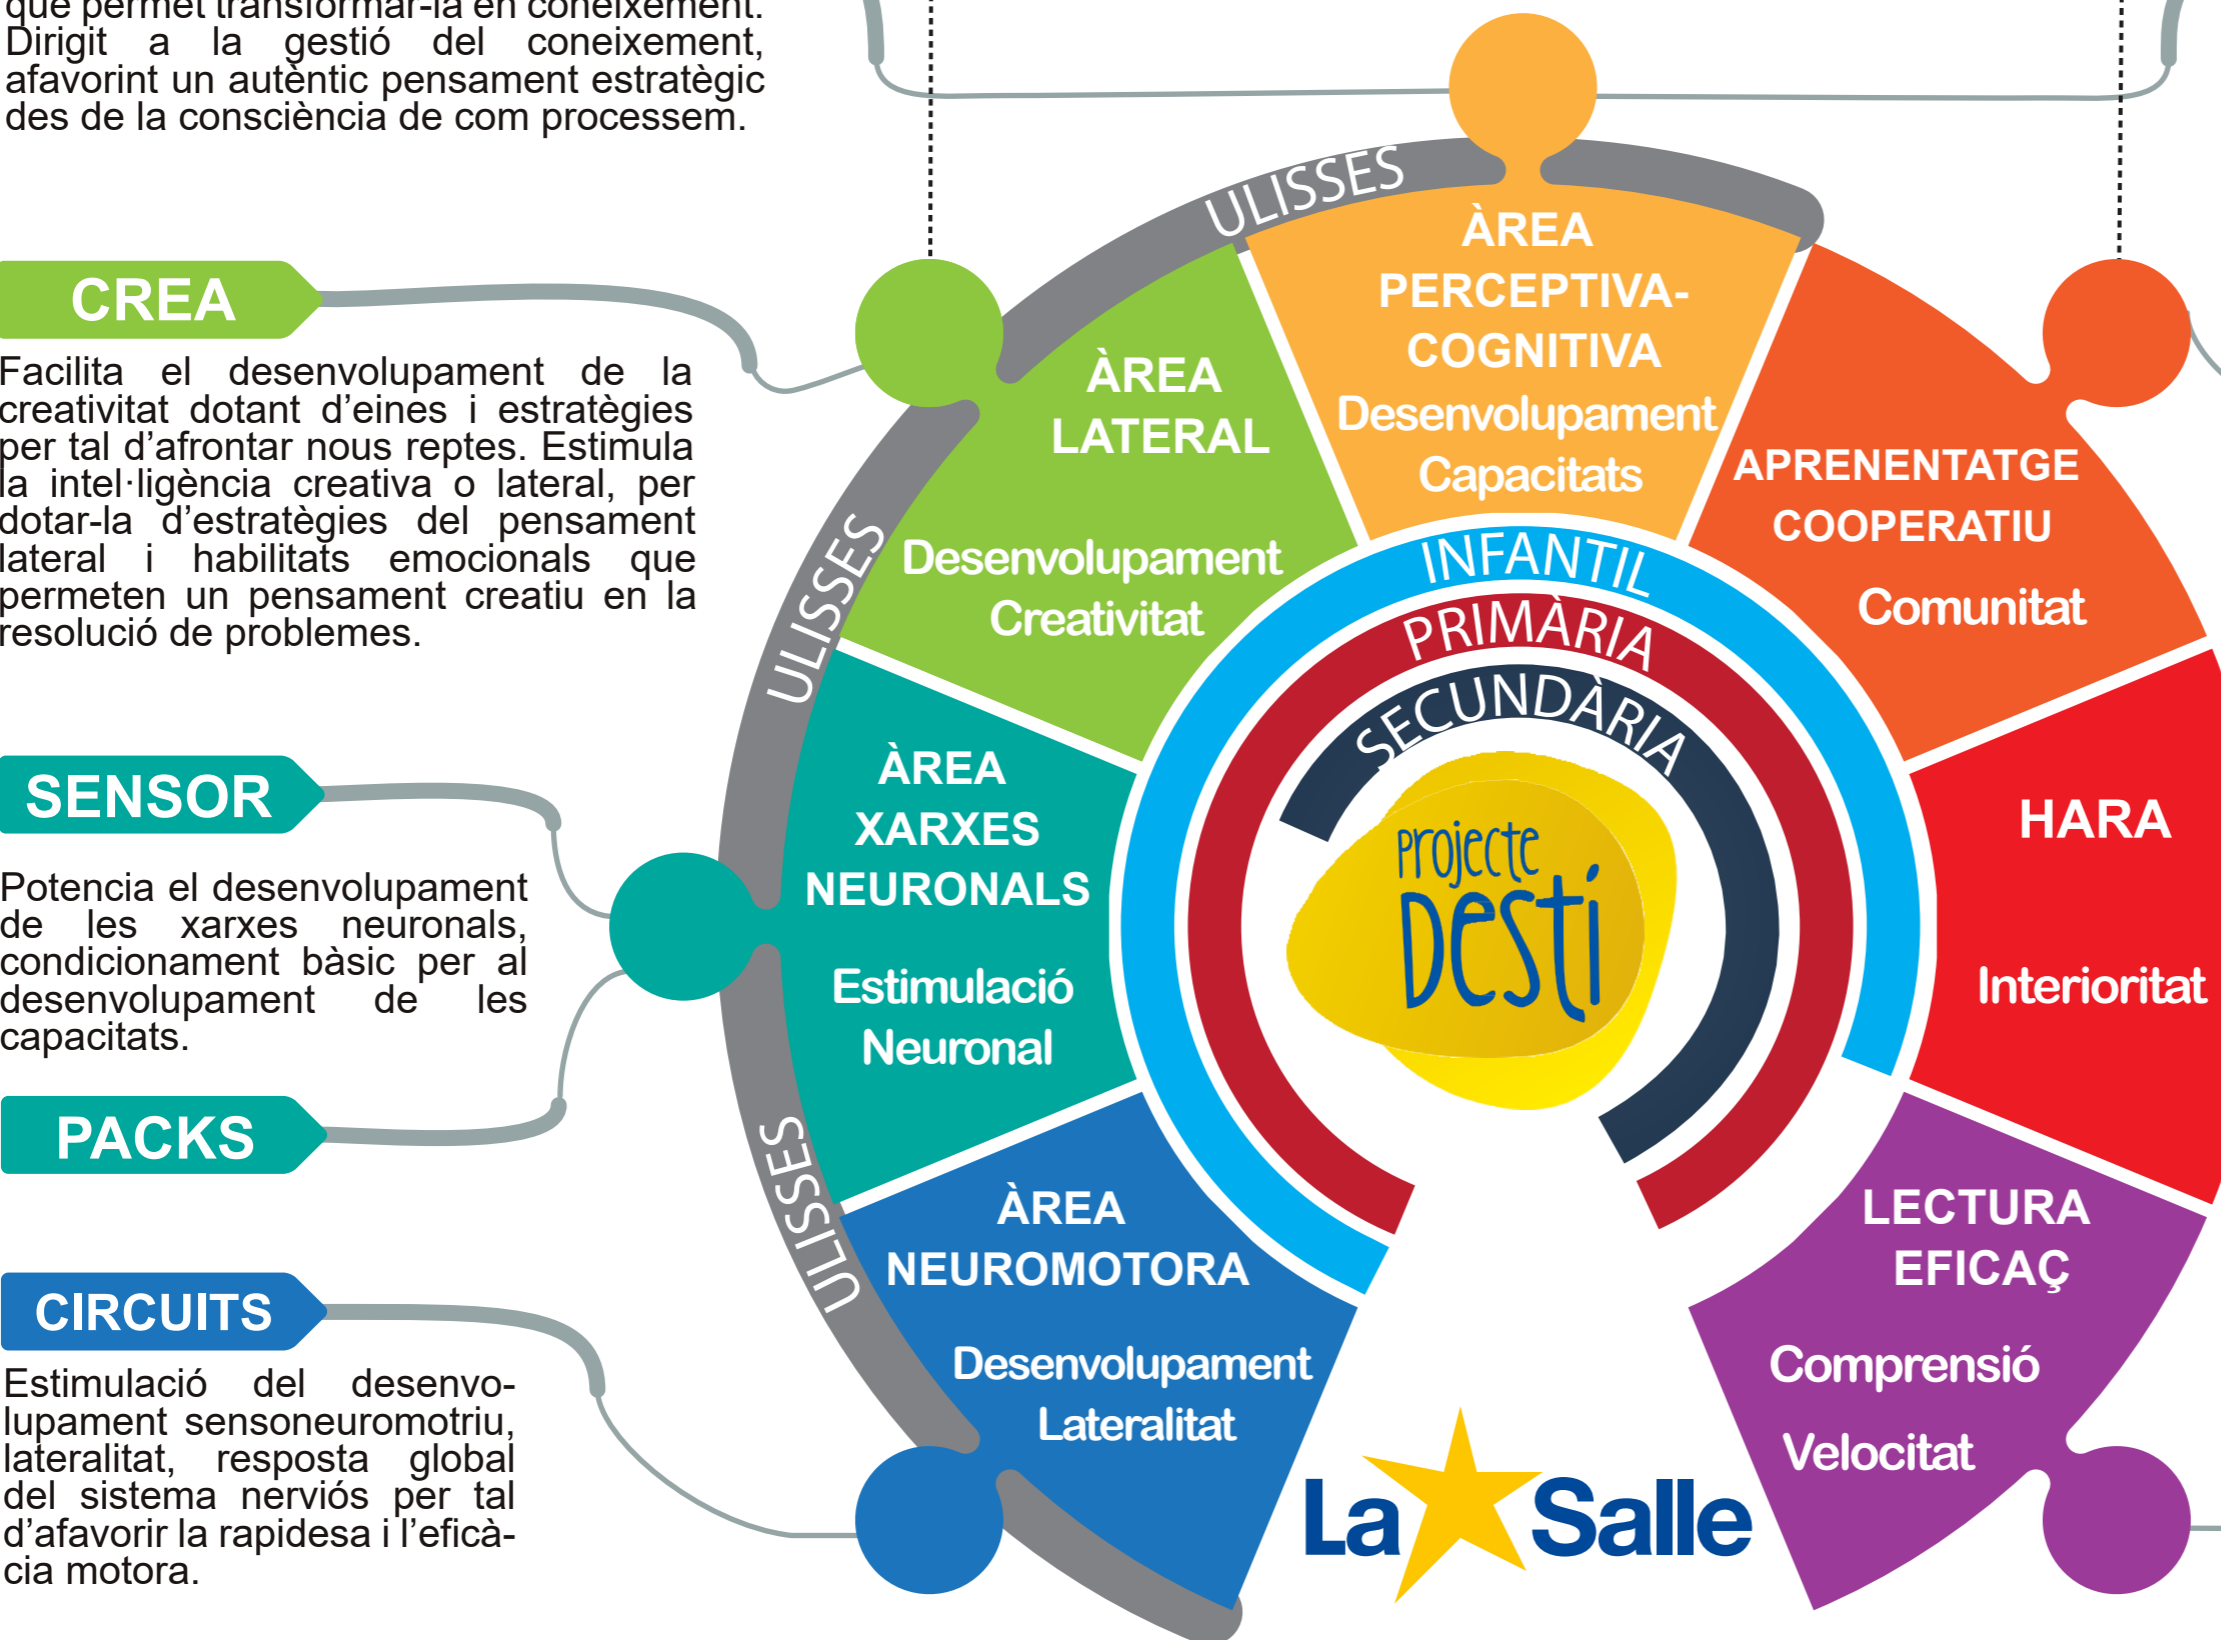 que permet transformar-la en coneixement.
Dirigit a la gestió del coneixement,
afavorint un autèntic pensament estratègic
des de la consciència de com processem.
CREA
Facilita el desenvolupament de la
creativitat dotant d’eines i estratègies
per tal d’afrontar nous reptes. Estimula
la intel·ligència creativa o lateral, per
dotar-la d’estratègies del pensament
lateral i habilitats emocionals que
permeten un pensament creatiu en la
resolució de problemes.
SENSOR
Potencia el desenvolupament
de les xarxes neuronals,
condicionament bàsic per al
desenvolupament de les
capacitats.
PACKS
CIRCUITS
Estimulació del desenvo-
lupament sensoneuromotriu,
lateralitat, resposta global
del sistema nerviós per tal
d’afavorir la rapidesa i l’eficà-
cia motora.
ULISSES
ULISSES
ULISSES
ÀREA
NEUROMOTORA
Desenvolupament
Lateralitat
ÀREA
XARXES
NEURONALS
Estimulació
Neuronal
ÀREA
LATERAL
Desenvolupament
Creativitat
ÀREA
PERCEPTIVA-
COGNITIVA
Desenvolupament
Capacitats
APRENENTATGE
COOPERATIU
Comunitat
HARA
Interioritat
LECTURA
EFICAÇ
Comprensió
Velocitat
INFANTIL
PRIMÀRIA
SECUNDÀRIA
projecte
Destí
La Salle